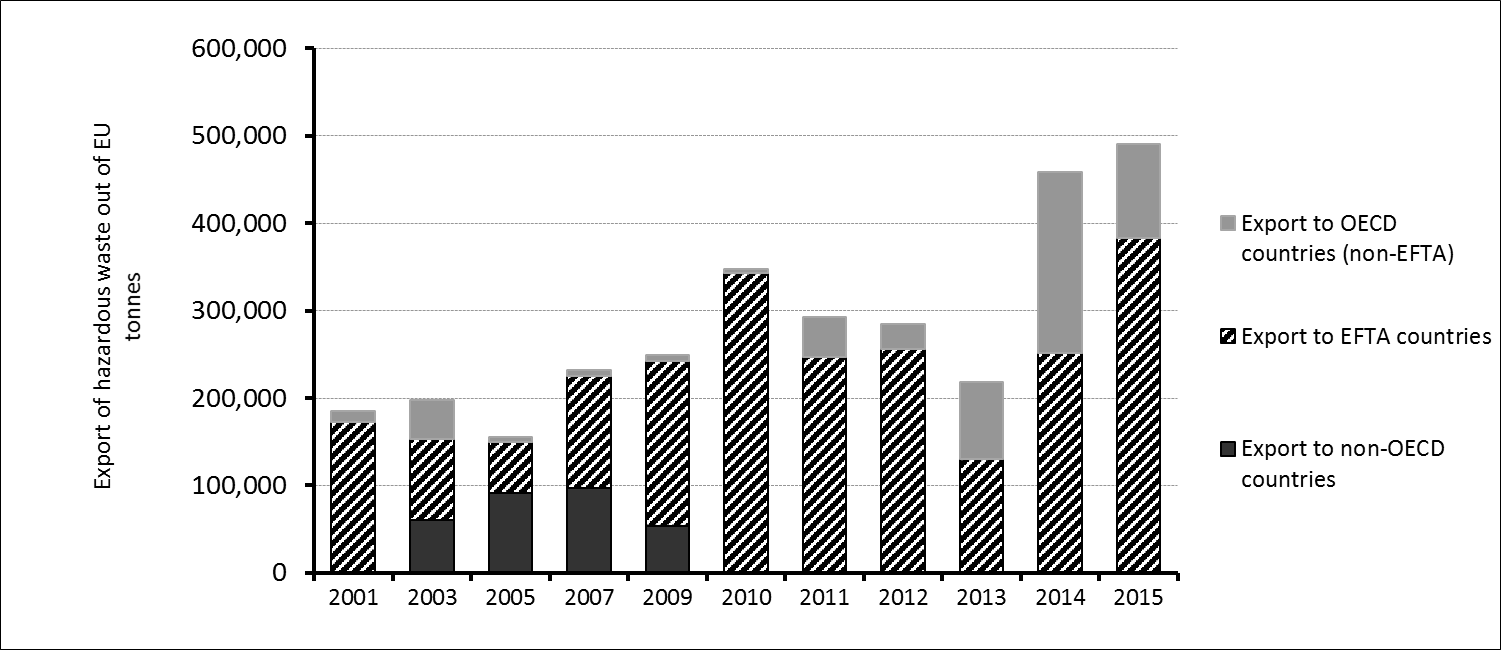 Export of hazardous waste out of EU
tonnes
600,000
500,000
400,000
300,000
200,000
100,000
0
2001 2003 2005 2007 2009 2010 2011 2012 2013 2014 2015
Export to OECD
countries (non-EFTA)
Export to EFTA countries
Export to non-OECD
countries